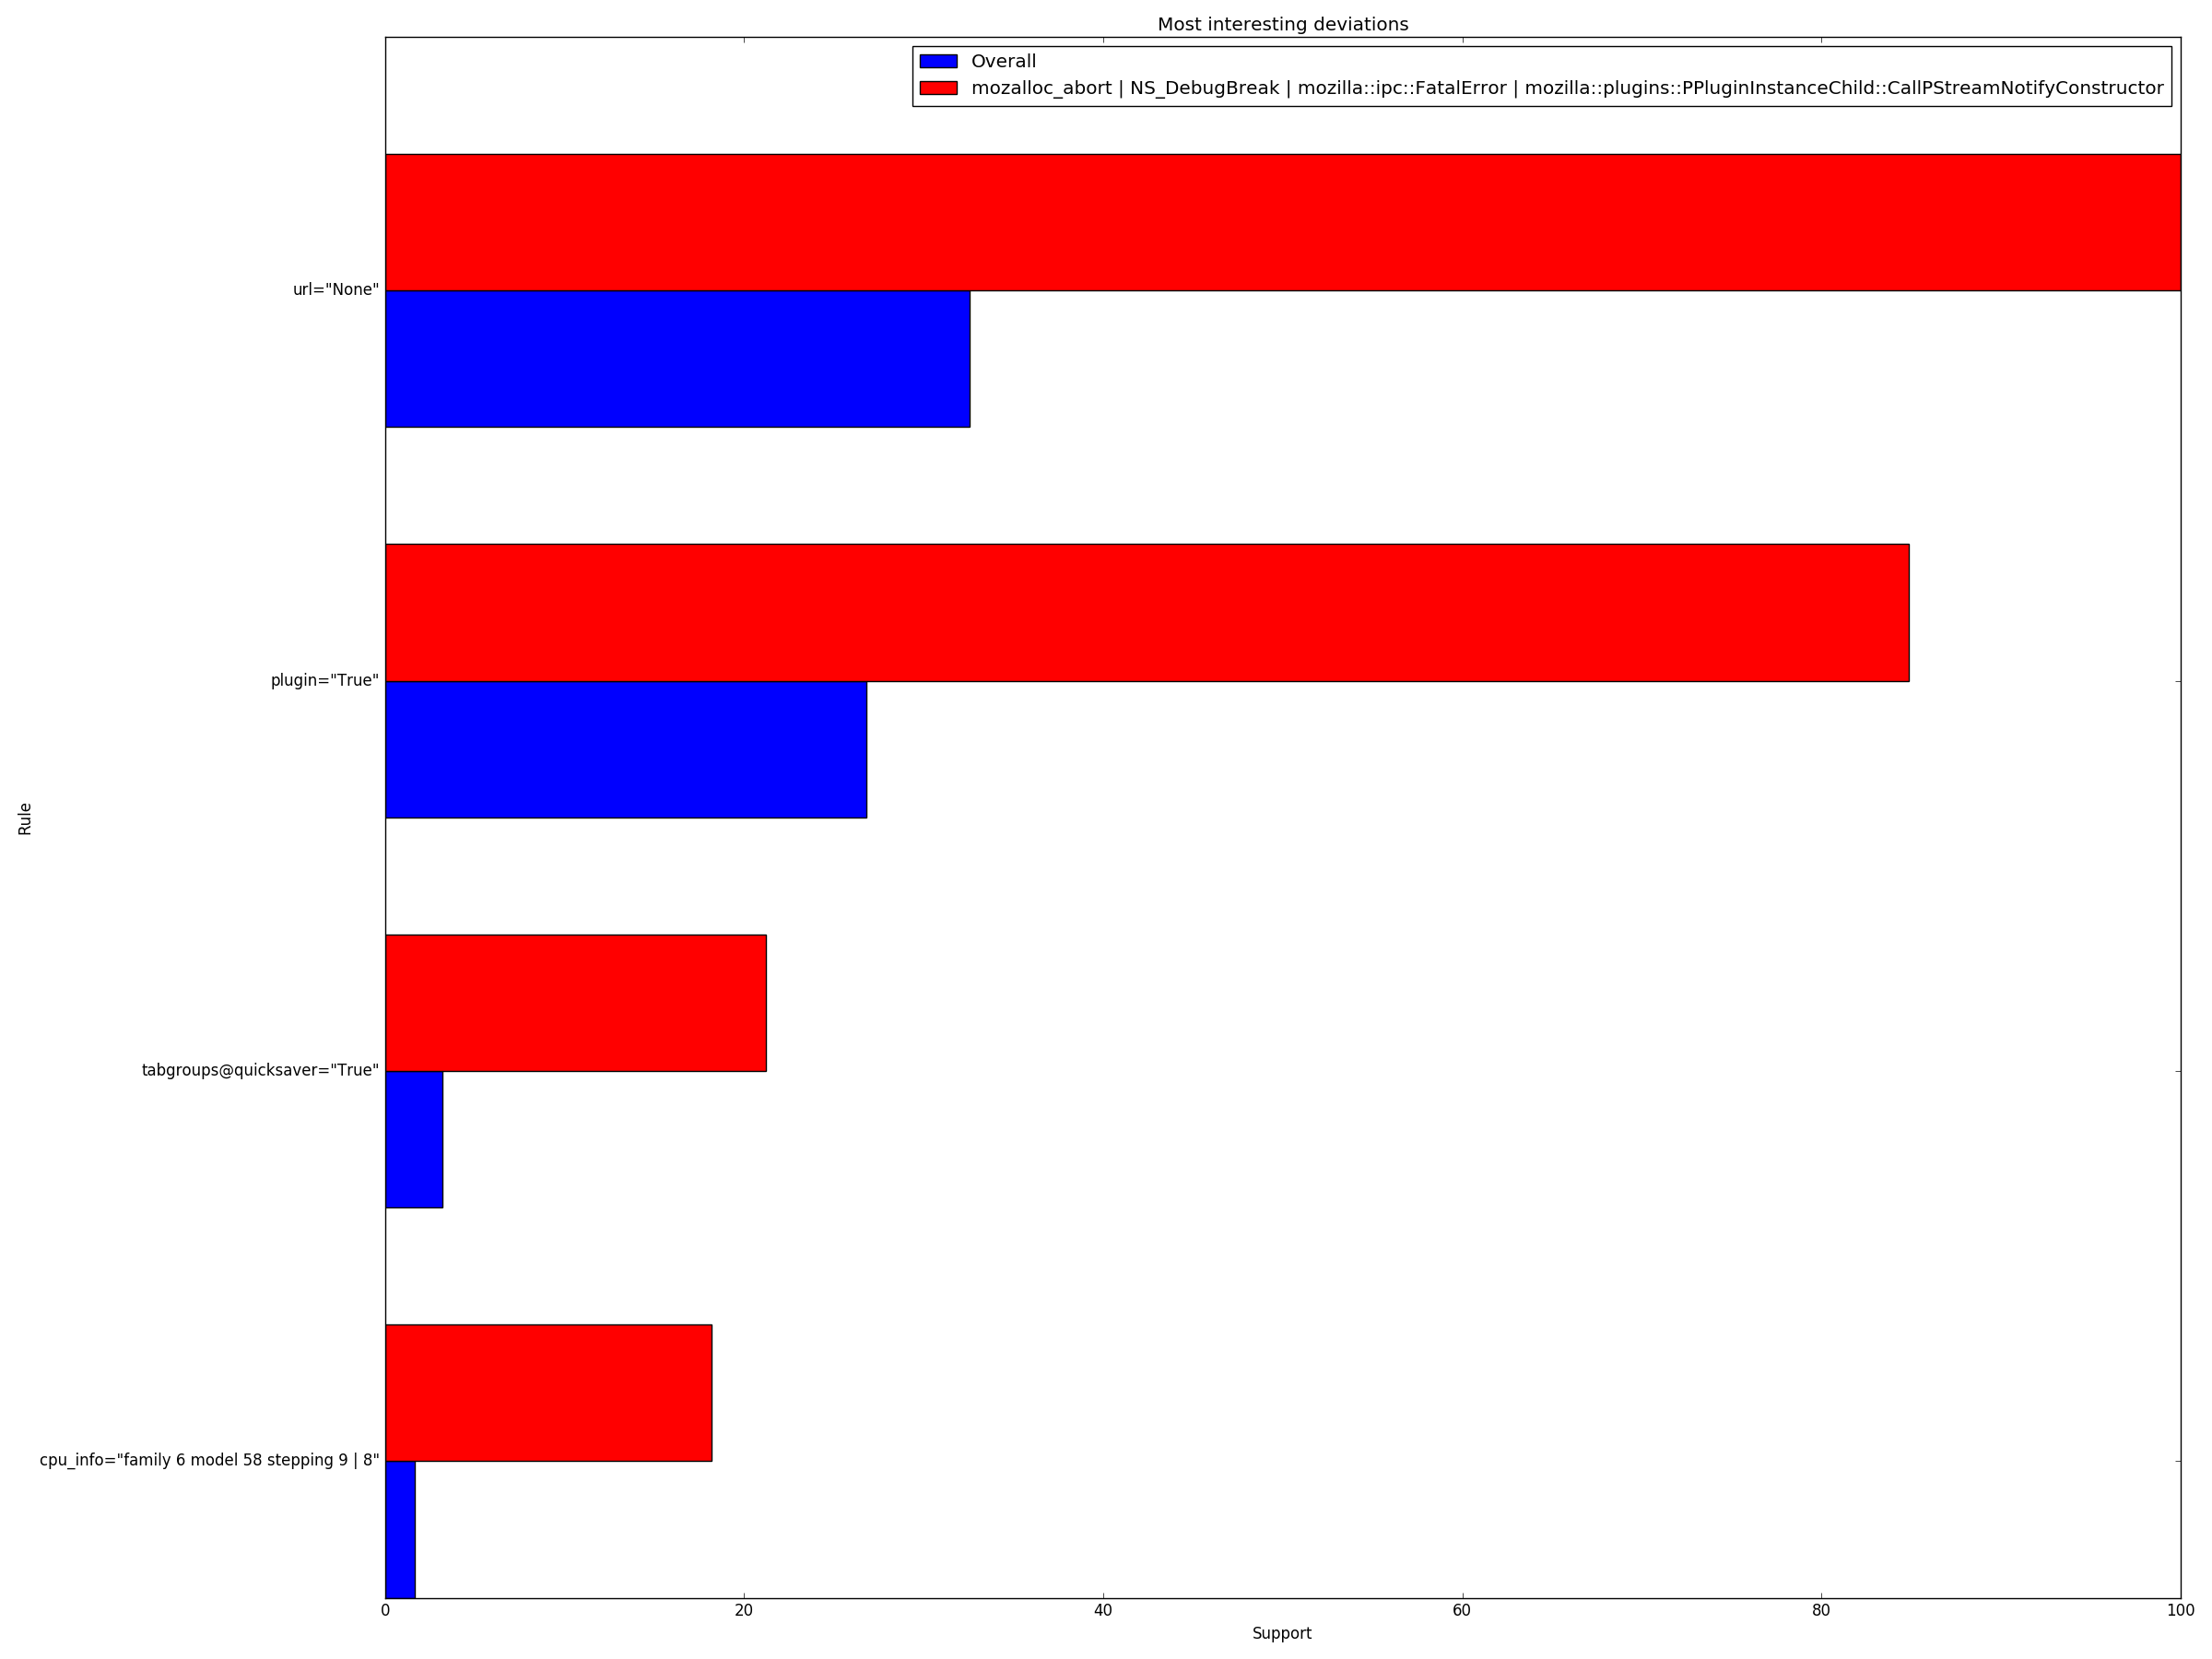 Most interesting deviations
Overall
mozalloc_abort | NS_DebugBreak | mozilla::ipc::FatalError | mozilla::plugins::PPluginInstanceChild::CallPStreamNotifyConstructor
url="None"
plugin="True"
Rule
tabgroups@quicksaver="True"
cpu_info="family 6 model 58 stepping 9 | 8"
0 20 40 60 80 100
Support